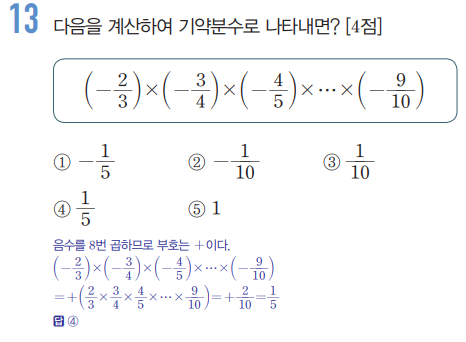 13 다음을 계산하여 기약분수로 나타내면? [4점]
(−2/3)×(−3/4)×(−4/5)×⋯×(−9/10)
① −1/5 ② −1/10 ③ 1/10
④ 1/5 ⑤ 1
음수를 8번 곱하므로 부호는 +이다.
(−2/3)×(−3/4)×(−4/5)×⋯×(−9/10)
=+(2/3×3/4×4/5×⋯×9/10)=+2/10=1/5
답 ④